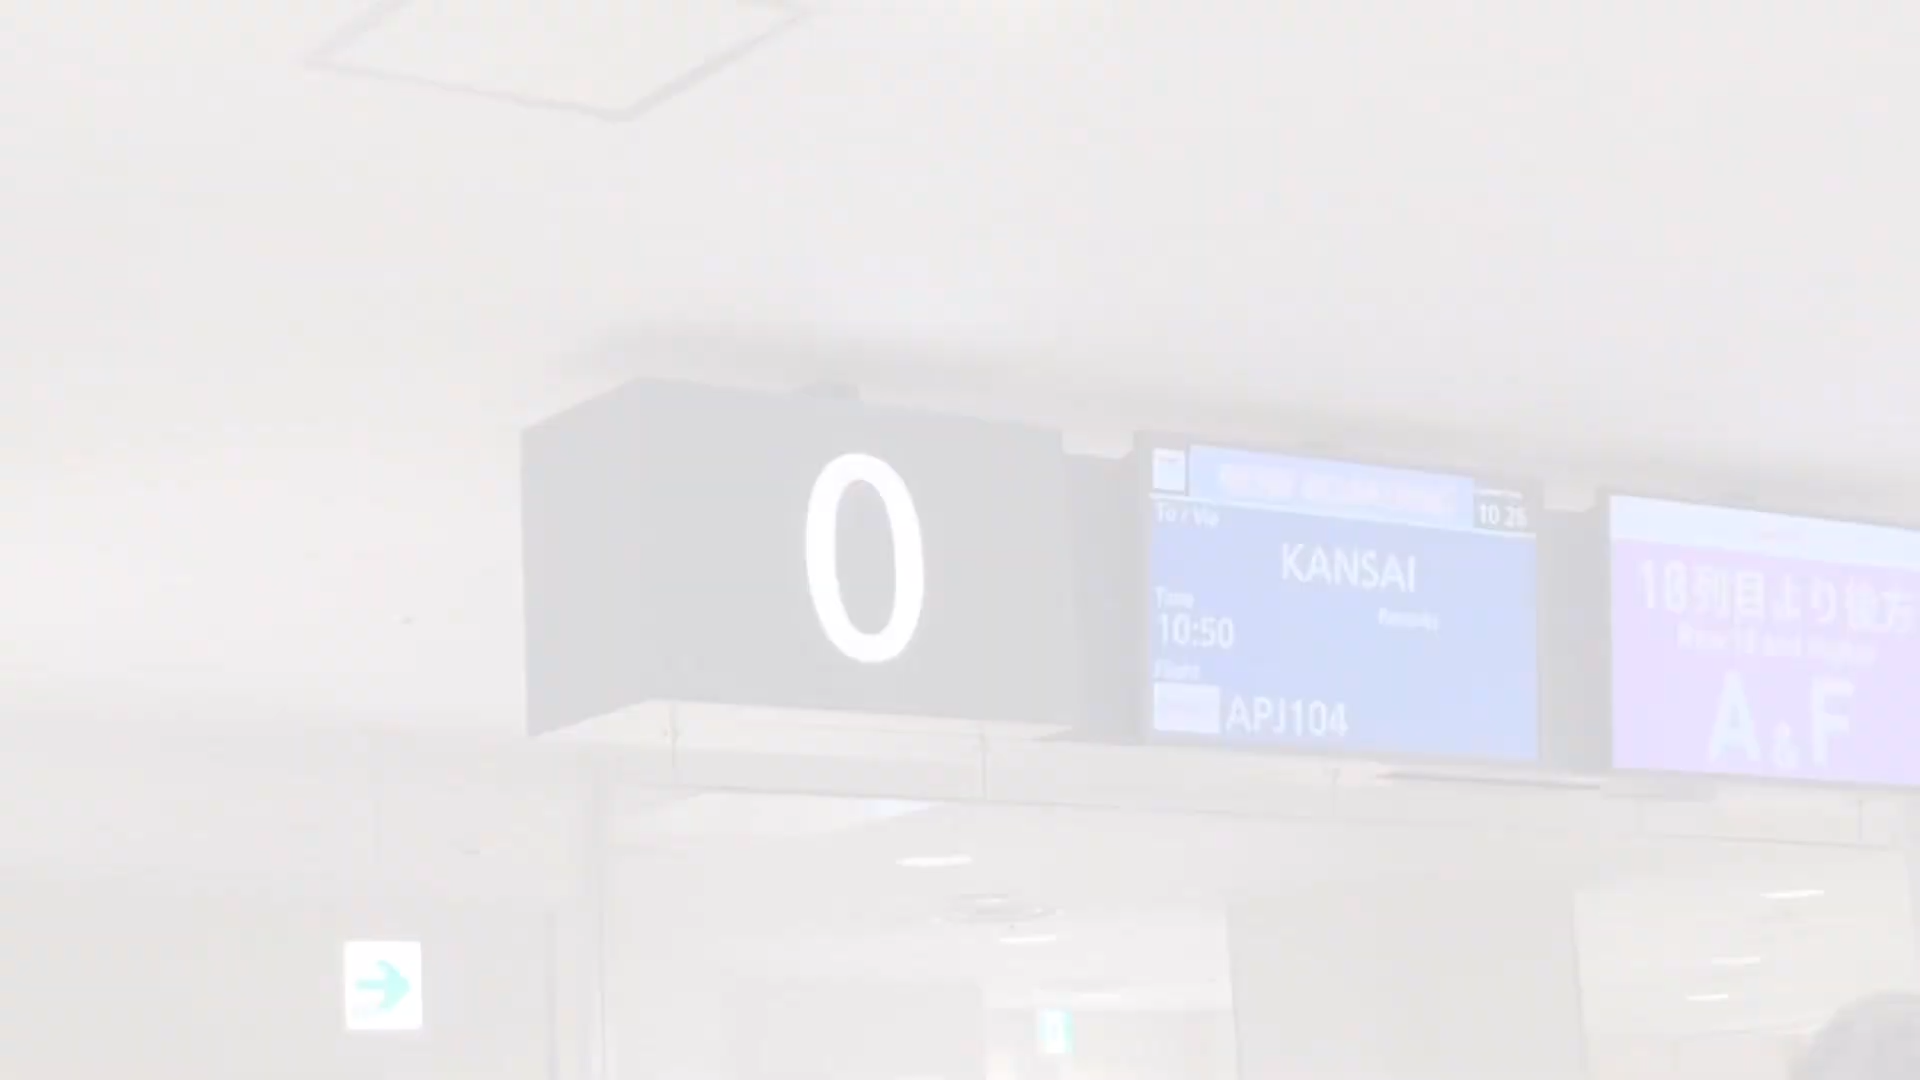 0
10:26
To / Via
KANSAI
Time
10:50
Remarks
Flight
APJ104
18列目より後方
Row 18 and Higher
A & F